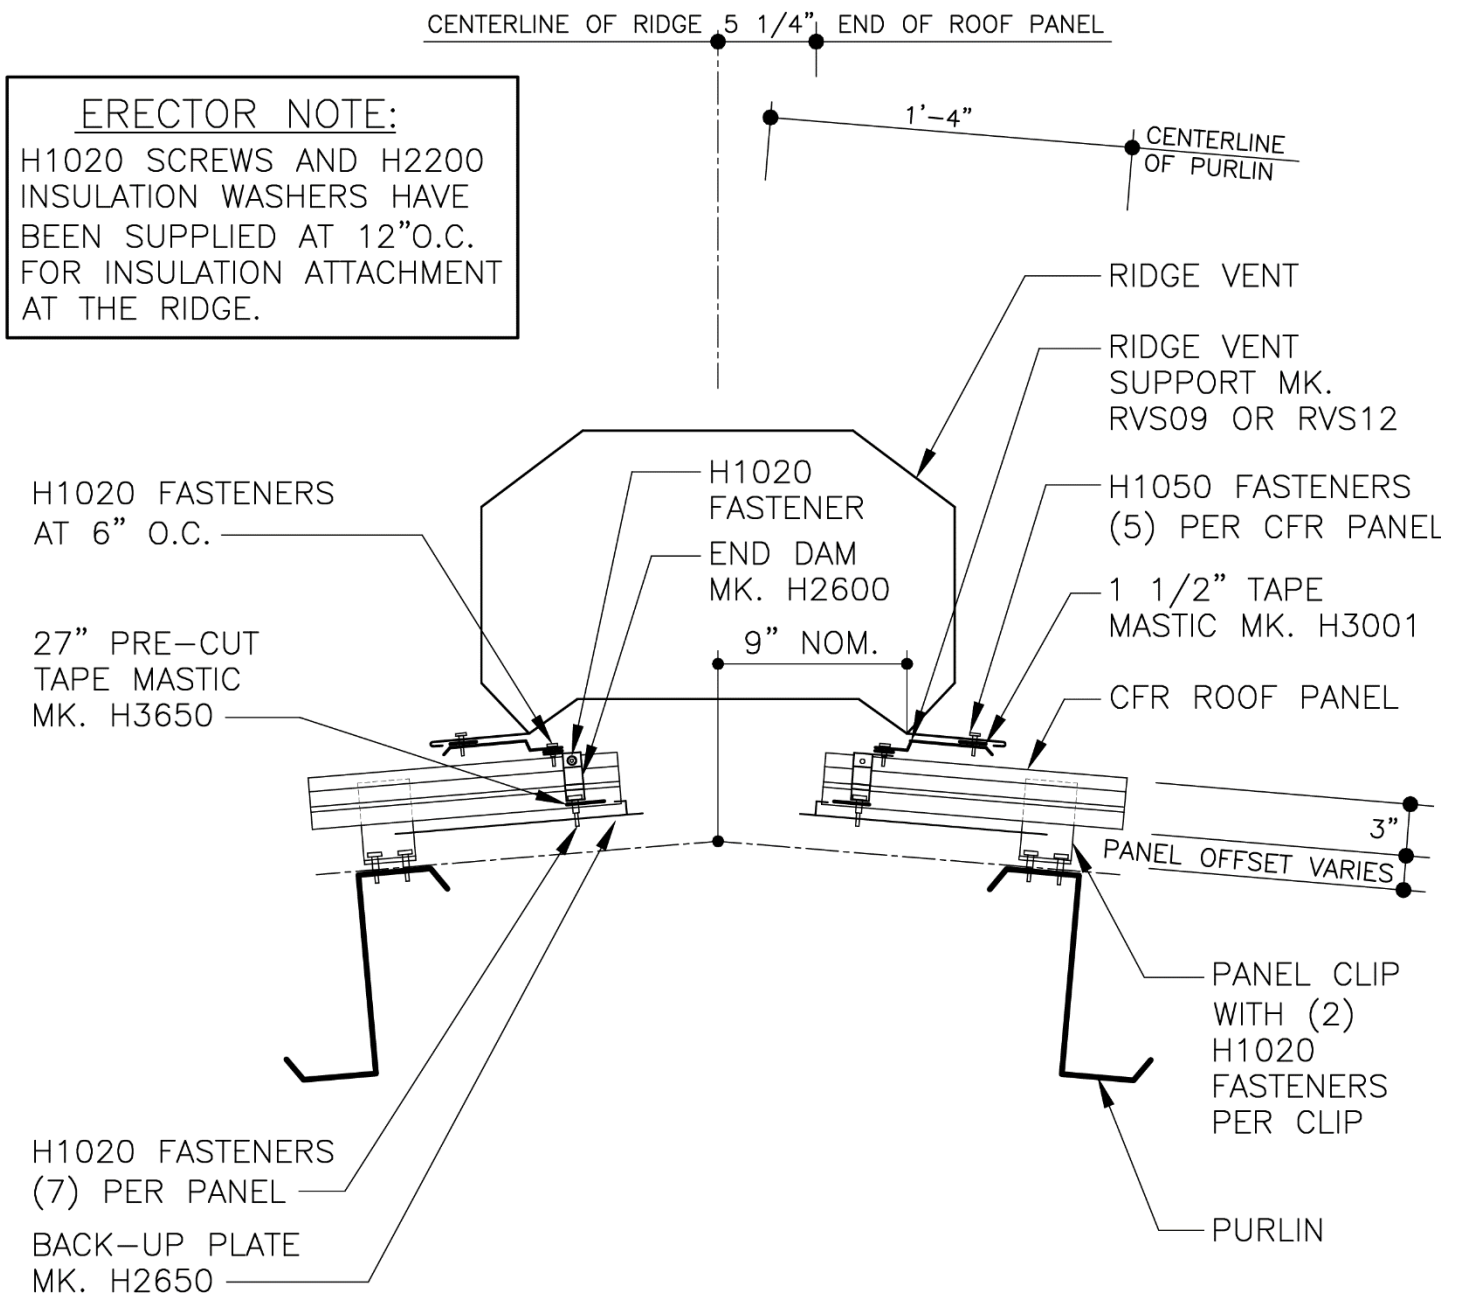 CENTERLINE OF RIDGE 5 1/4" END OF ROOF PANEL
ERECTOR NOTE:
H1020 SCREWS AND H2200
INSULATION WASHERS HAVE
BEEN SUPPLIED AT 12"O.C.
FOR INSULATION ATTACHMENT
AT THE RIDGE.
1'-4"
CENTERLINE
OF PURLIN
RIDGE VENT
RIDGE VENT
SUPPORT MK.
RVS09 OR RVS12
H1020 FASTENERS
AT 6" O.C.
H1020
FASTENER
END DAM
MK. H2600
H1050 FASTENERS
(5) PER CFR PANEL
1 1/2" TAPE
MASTIC MK. H3001
27" PRE-CUT
TAPE MASTIC
MK. H3650
9" NOM.
CFR ROOF PANEL
3"
PANEL OFFSET VARIES
PANEL CLIP
WITH (2)
H1020
FASTENERS
PER CLIP
H1020 FASTENERS
(7) PER PANEL
BACK-UP PLATE
MK. H2650
PURLIN